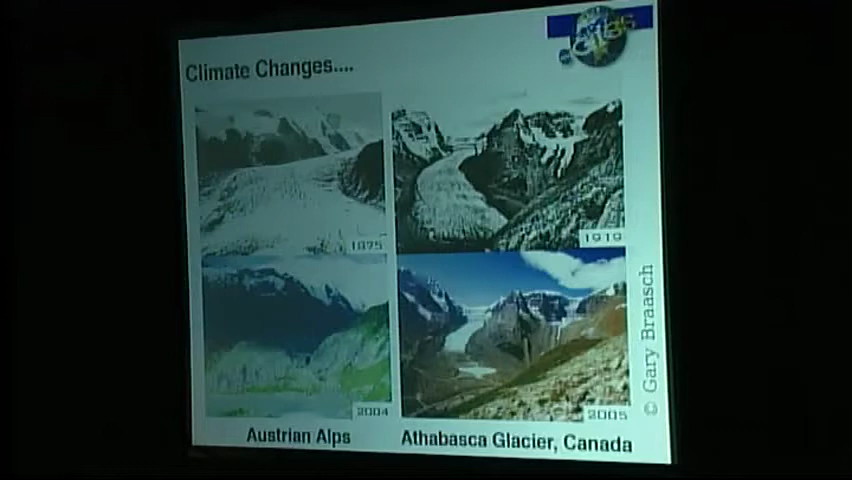 Climate Changes....
1875
1919
2004
2005
© Gary Braasch
Austrian Alps
Athabasca Glacier, Canada